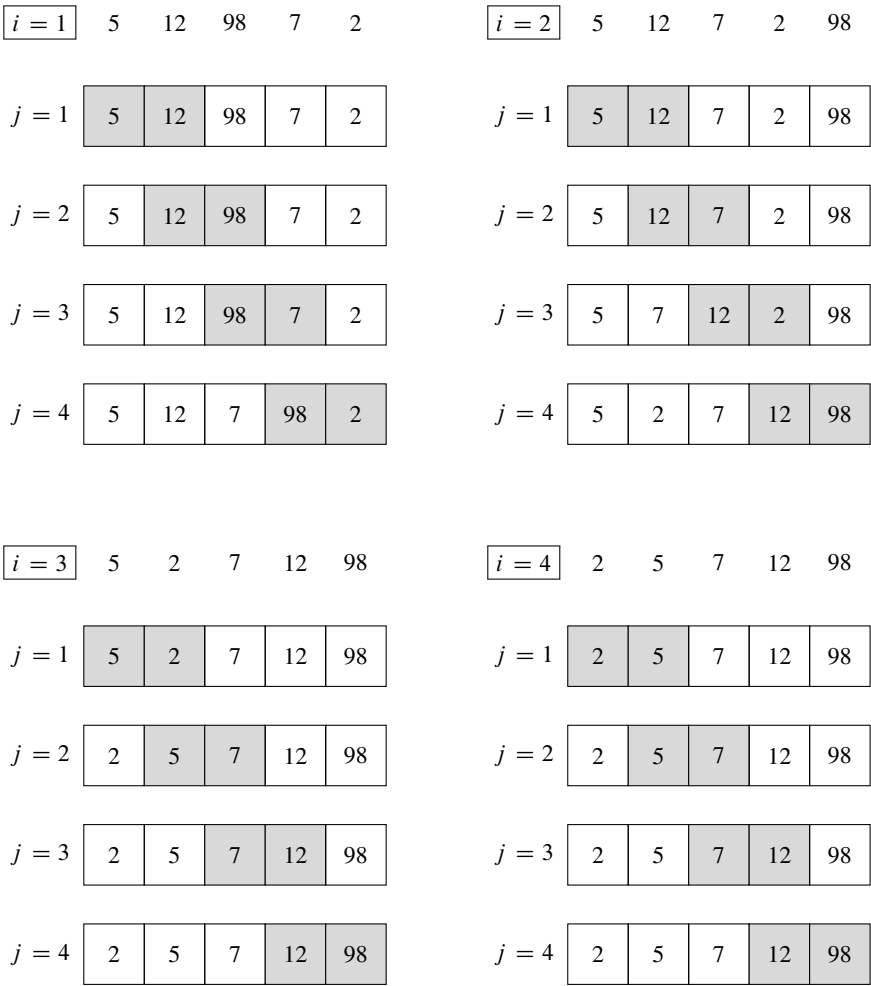 i = 1 5 12 98 7 2
j = 1 5 12 98 7 2
j = 2 5 12 98 7 2
j = 3 5 12 98 7 2
j = 4 5 12 7 98 2
i = 2 5 12 7 2 98
j = 1 5 12 7 2 98
j = 2 5 12 7 2 98
j = 3 5 7 12 2 98
j = 4 5 2 7 12 98
i = 3 5 2 7 12 98
j = 1 5 2 7 12 98
j = 2 2 5 7 12 98
j = 3 2 5 7 12 98
j = 4 2 5 7 12 98
i = 4 2 5 7 12 98
j = 1 2 5 7 12 98
j = 2 2 5 7 12 98
j = 3 2 5 7 12 98
j = 4 2 5 7 12 98